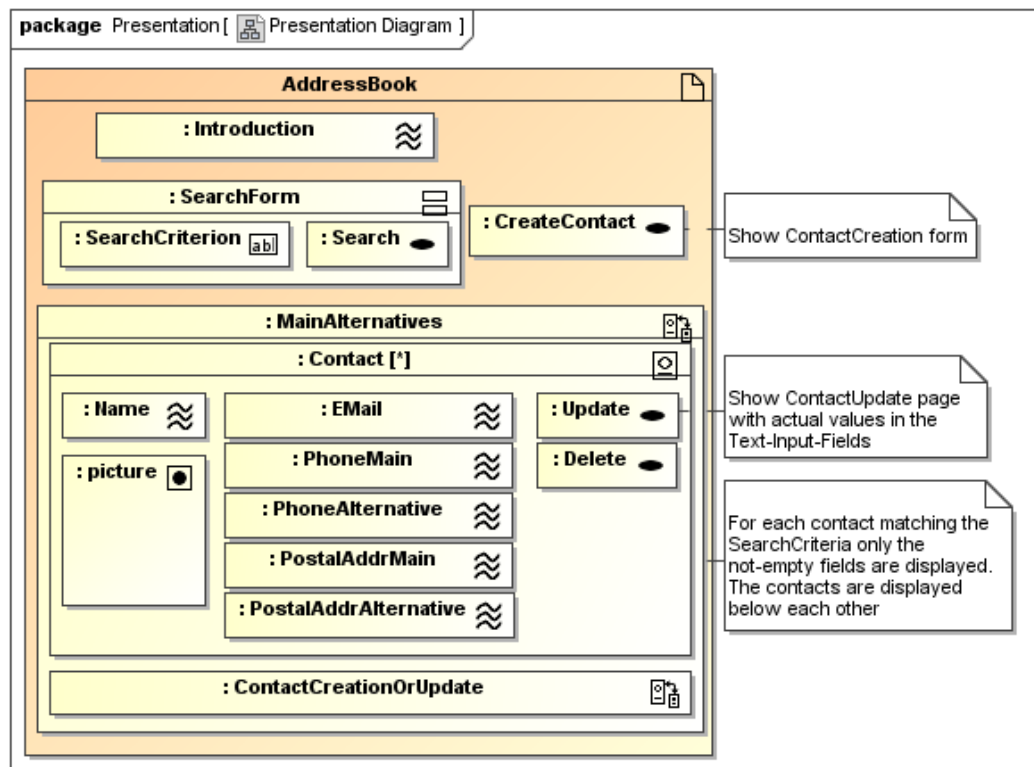 package Presentation [ Presentation Diagram ]
AddressBook
: Introduction
: SearchForm
: SearchCriterion ab|
: Search
: CreateContact
Show ContactCreation form
: MainAlternatives
: Contact [*]
: Name
: EMail
: Update
Show ContactUpdate page
with actual values in the
Text-Input-Fields
: picture
: PhoneMain
: Delete
: PhoneAlternative
: PostalAddrMain
: PostalAddrAlternative
For each contact matching the
SearchCriteria only the
not-empty fields are displayed.
The contacts are displayed
below each other
: ContactCreationOrUpdate